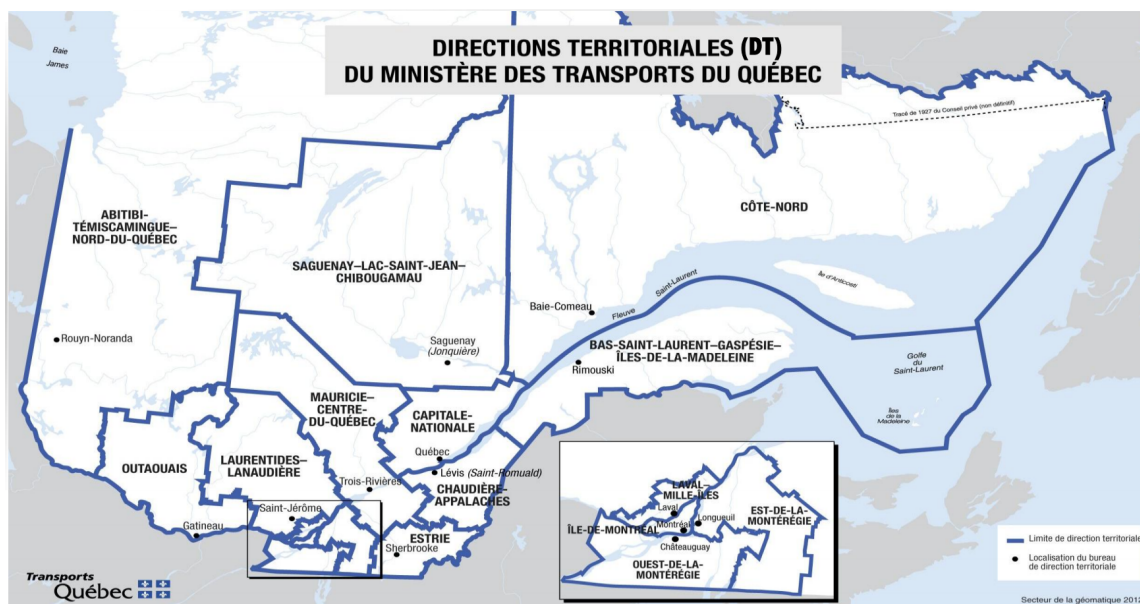 DIRECTIONS TERRITORIALES (DT)
DU MINISTÈRE DES TRANSPORTS DU QUÉBEC
Baie
James
Tracé de 1927 du Conseil privé (non définitif)
ABITIBI-
TÉMISCAMINGUE–
NORD-DU-QUÉBEC
CÔTE-NORD
SAGUENAY–LAC-SAINT-JEAN–
CHIBOUGAMAU
Île d'Anticosti
Baie-Comeau
Fleuve
Saint-Laurent
Rouyn-Noranda
Saguenay
(Jonquière)
BAS-SAINT-LAURENT–GASPÉSIE–
ÎLES-DE-LA-MADELEINE
Rimouski
Golfe
du
Saint-Laurent
Îles
de la
Madeleine
MAURICIE–
CENTRE-
DU-QUÉBEC
CAPITALE-
NATIONALE
Québec
Lévis (Saint-Romuald)
OUTAOUAIS
LAURENTIDES–
LANAUDIÈRE
Trois-Rivières
CHAUDIÈRE-
APPALACHES
Saint-Jérôme
Gatineau
ESTRIE
Sherbrooke
LAVAL–
MILLE-ÎLES
Laval
ÎLE-DE-MONTRÉAL
Montréal
Longueuil
EST-DE-LA-
MONTÉRÉGIE
Châteauguay
OUEST-DE-LA-
MONTÉRÉGIE
Limite de direction territoriale
Localisation du bureau
de direction territoriale
Transports
Québec
Secteur de la géomatique 2012